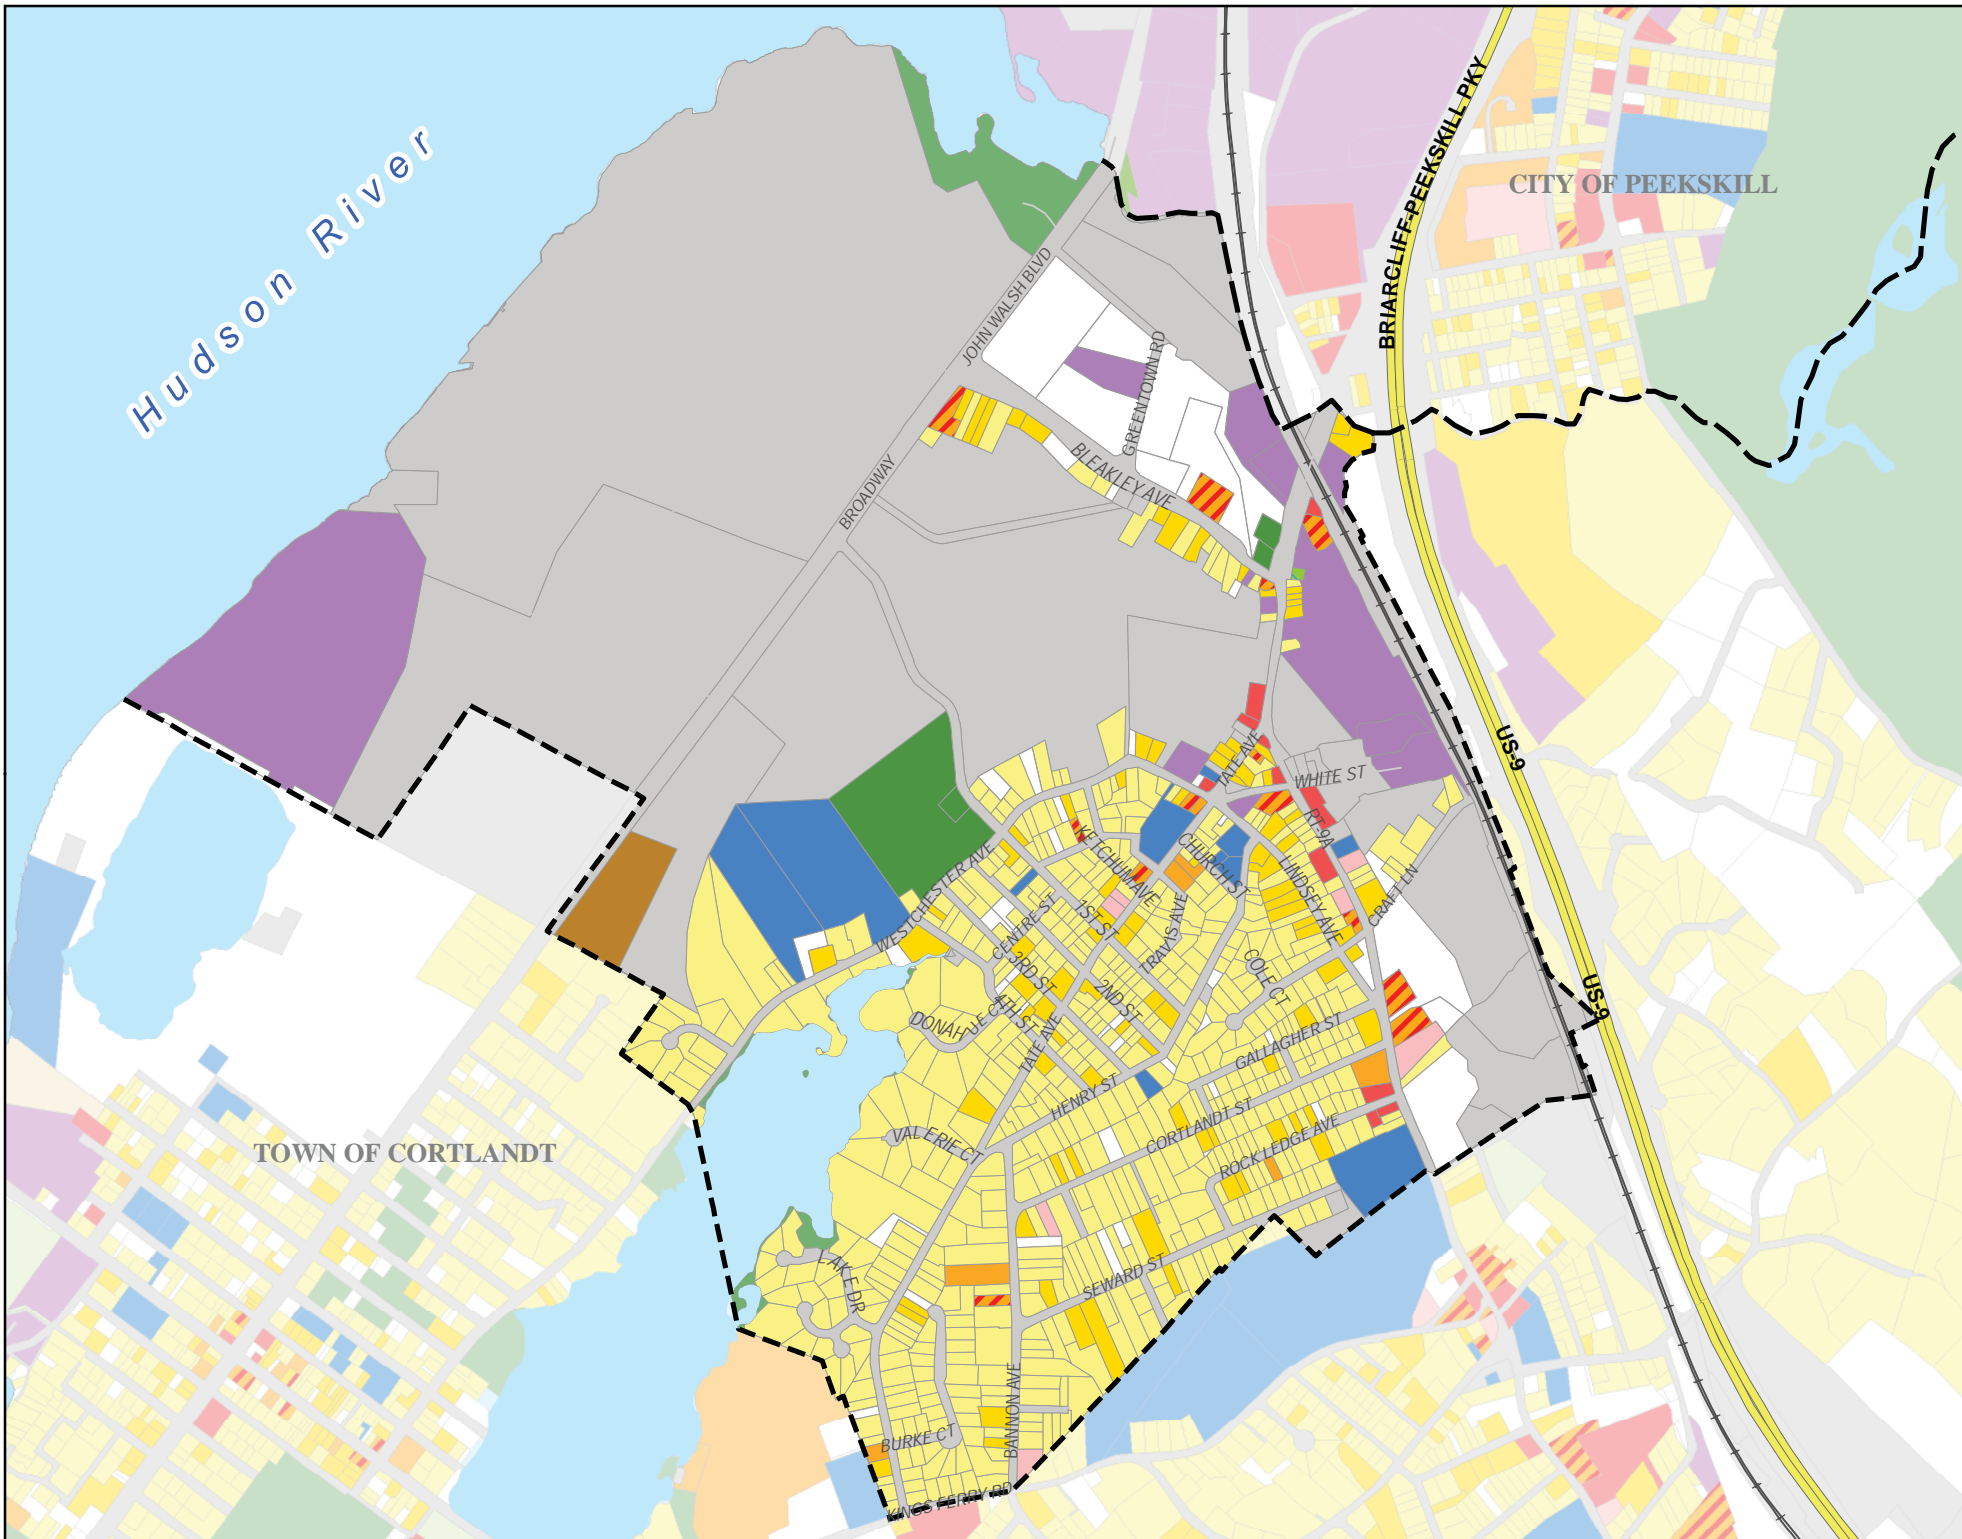 Hudson River
CITY OF PEEKSKILL
BRIARCLIFF-PEEKSKILL PKY
JOHN WALSH BLVD
GREENTOWN RD
BROADWAY
BLEAKLEY AVE
US-9
TATE AVE
WHITE ST
RT-9A
KETCHUM AVE
CHURCH ST
LINDSEY AVE
CRAFT LN
WESTCHESTER AVE
1ST ST
CENTRE ST
TRAVIS AVE
3RD ST
COLE CT
2ND ST
4TH ST
US-9
DONAHUE CT
TATE AVE
GALLAGHER ST
HENRY ST
CORTLANDT ST
VALERIE CT
ROCK LEDGE AVE
TOWN OF CORTLANDT
LAKE DR
SEWARD ST
BANNON AVE
BURKE CT
KINGS FERRY RD